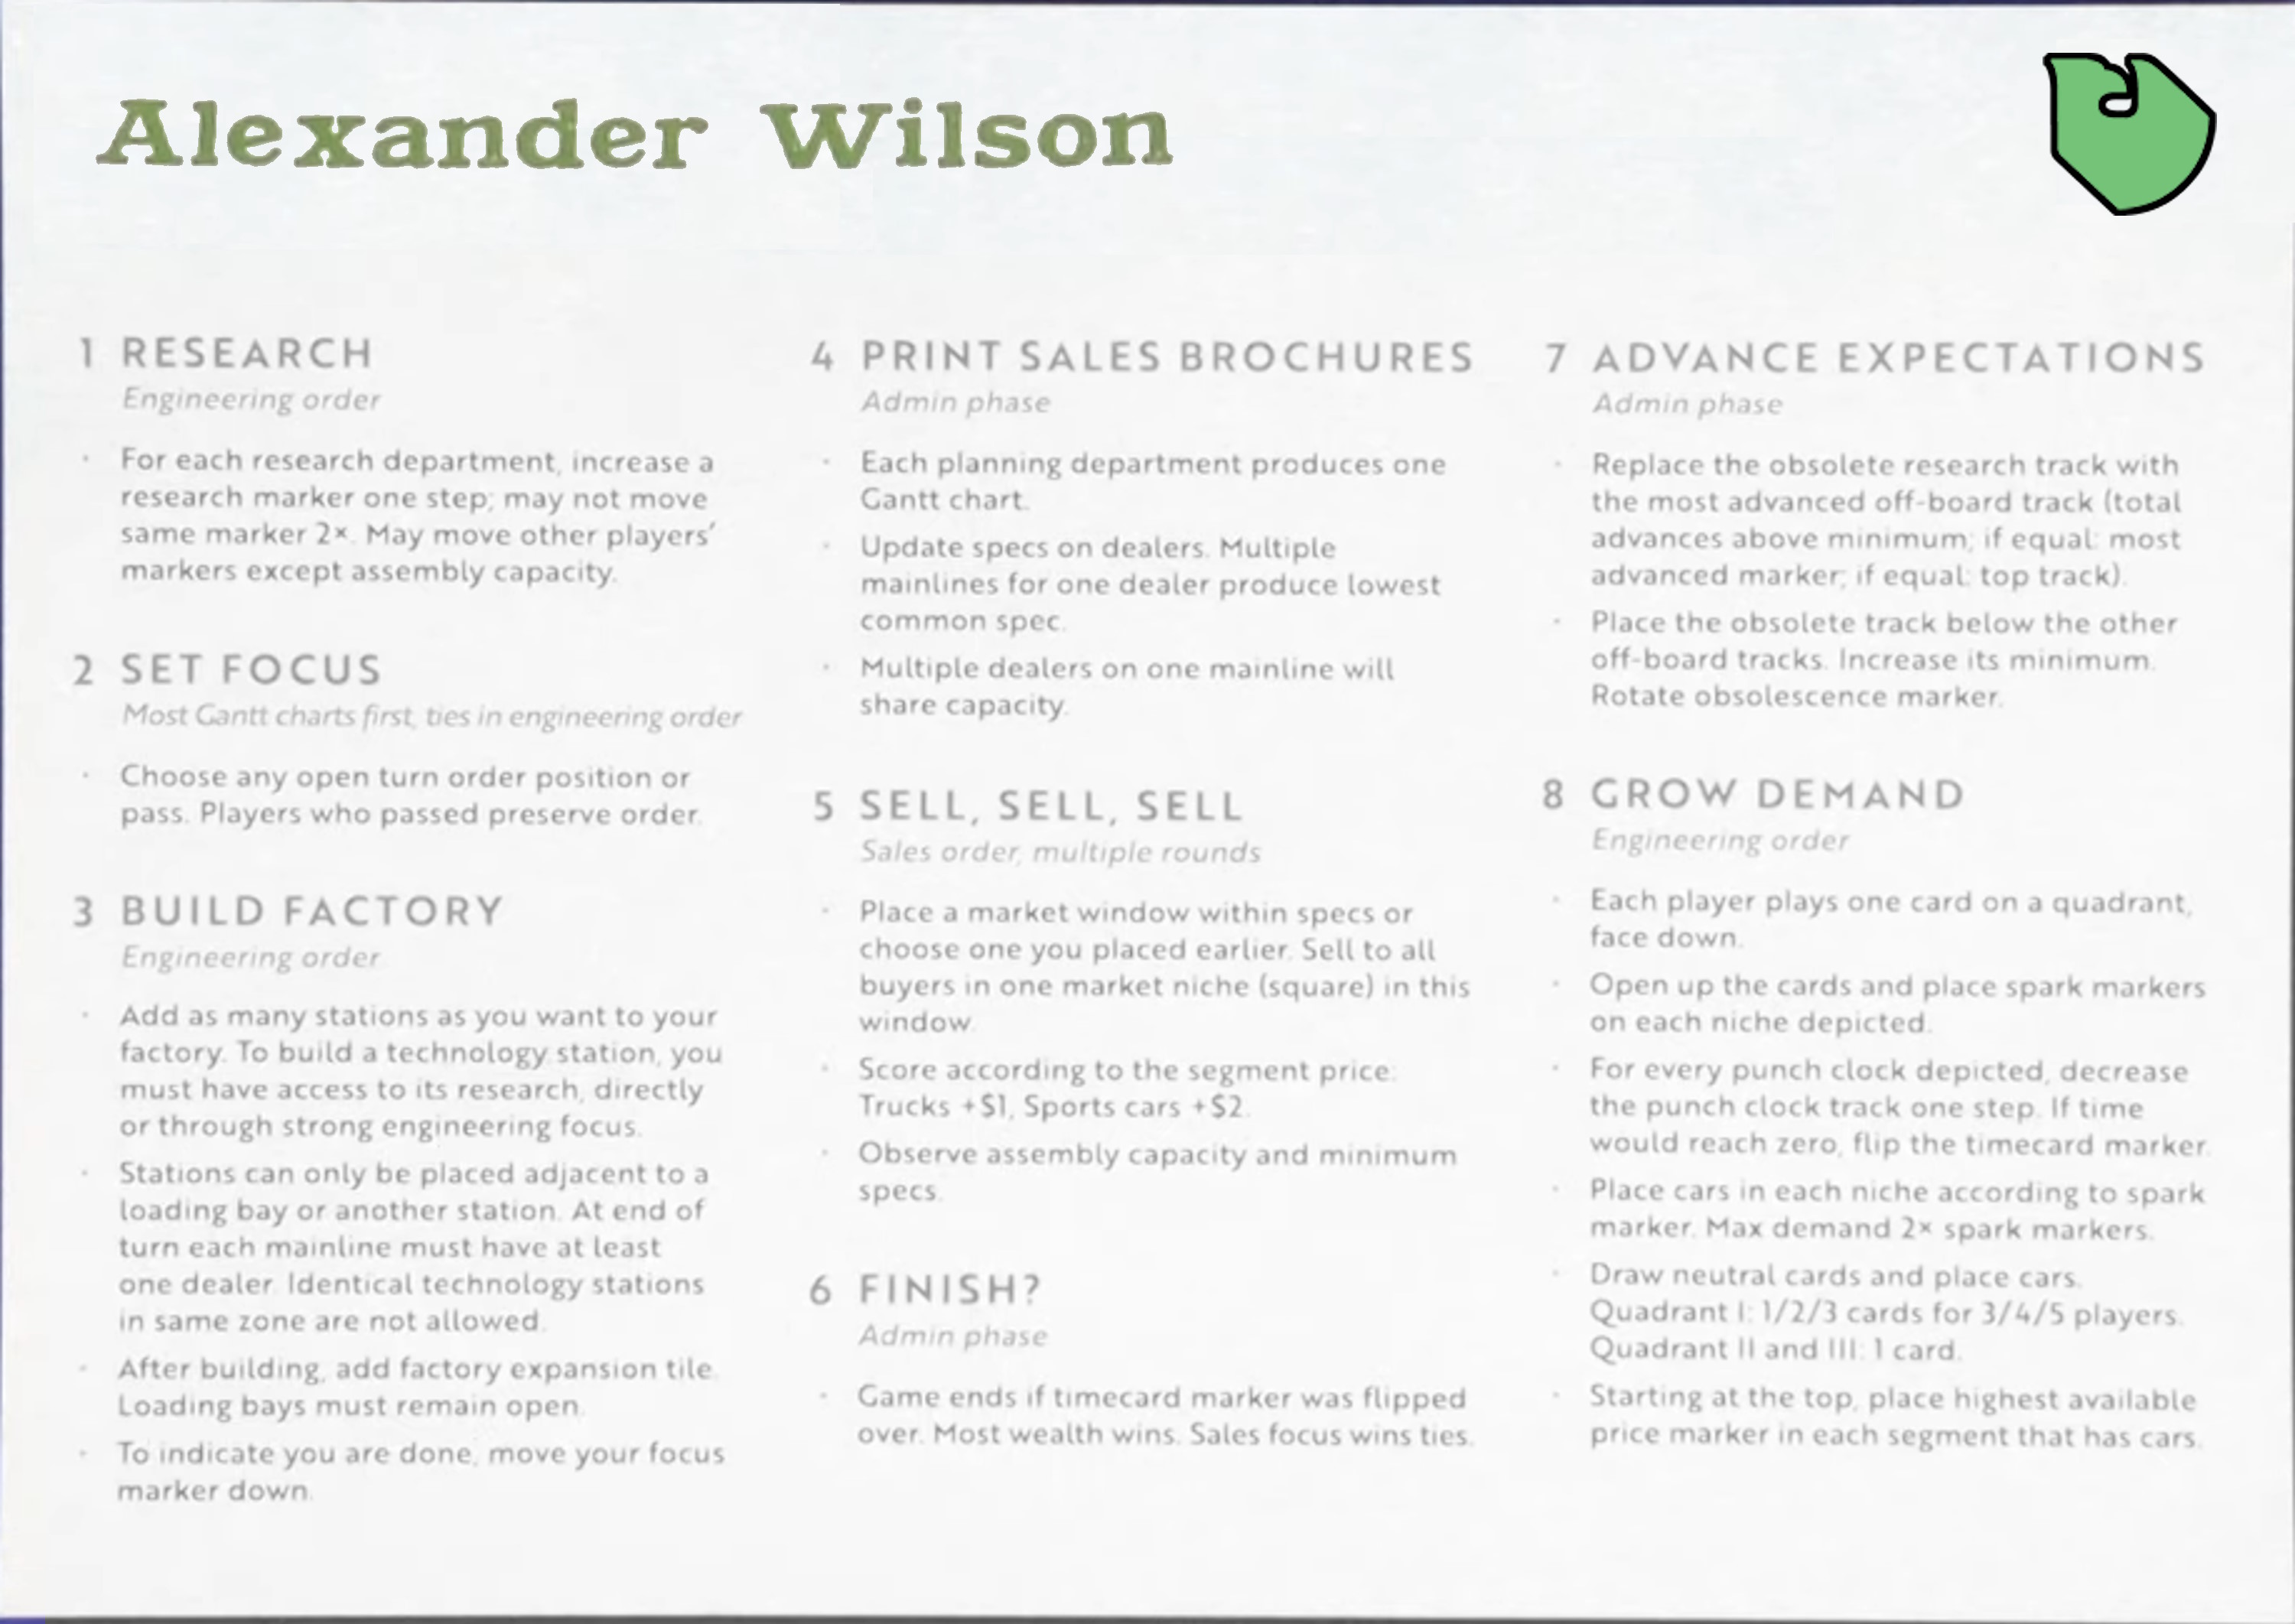 Alexander Wilson
1 RESEARCH
Engineering order
· For each research department, increase a
research marker one step; may not move
same marker 2×. May move other players’
markers except assembly capacity.
2 SET FOCUS
Most Gantt charts first, ties in engineering order
· Choose any open turn order position or
pass. Players who passed preserve order.
3 BUILD FACTORY
Engineering order
· Add as many stations as you want to your
factory. To build a technology station, you
must have access to its research, directly
or through strong engineering focus.
· Stations can only be placed adjacent to a
loading bay or another station. At end of
turn each mainline must have at least
one dealer. Identical technology stations
in same zone are not allowed.
· After building, add factory expansion tile.
Loading bays must remain open.
· To indicate you are done, move your focus
marker down.
4 PRINT SALES BROCHURES
Admin phase
· Each planning department produces one
Gantt chart.
· Update specs on dealers. Multiple
mainlines for one dealer produce lowest
common spec.
· Multiple dealers on one mainline will
share capacity.
5 SELL, SELL, SELL
Sales order, multiple rounds
· Place a market window within specs or
choose one you placed earlier. Sell to all
buyers in one market niche (square) in this
window.
· Score according to the segment price:
Trucks +$1, Sports cars +$2.
· Observe assembly capacity and minimum
specs.
6 FINISH?
Admin phase
· Game ends if timecard marker was flipped
over. Most wealth wins. Sales focus wins ties.
7 ADVANCE EXPECTATIONS
Admin phase
· Replace the obsolete research track with
the most advanced off-board track (total
advances above minimum; if equal: most
advanced marker; if equal: top track).
· Place the obsolete track below the other
off-board tracks. Increase its minimum.
Rotate obsolescence marker.
8 GROW DEMAND
Engineering order
· Each player plays one card on a quadrant,
face down.
· Open up the cards and place spark markers
on each niche depicted.
· For every punch clock depicted, decrease
the punch clock track one step. If time
would reach zero, flip the timecard marker.
· Place cars in each niche according to spark
marker. Max demand 2× spark markers.
· Draw neutral cards and place cars.
Quadrant I: 1/2/3 cards for 3/4/5 players.
Quadrant II and III: 1 card.
· Starting at the top, place highest available
price marker in each segment that has cars.